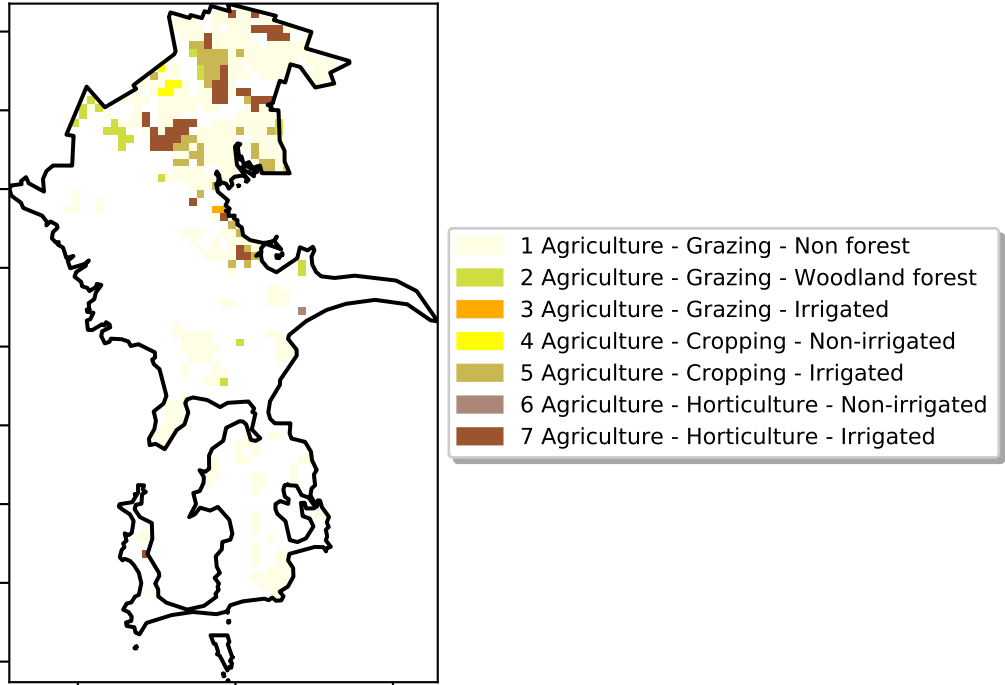 1 Agriculture - Grazing - Non forest
2 Agriculture - Grazing - Woodland forest
3 Agriculture - Grazing - Irrigated
4 Agriculture - Cropping - Non-irrigated
5 Agriculture - Cropping - Irrigated
6 Agriculture - Horticulture - Non-irrigated
7 Agriculture - Horticulture - Irrigated